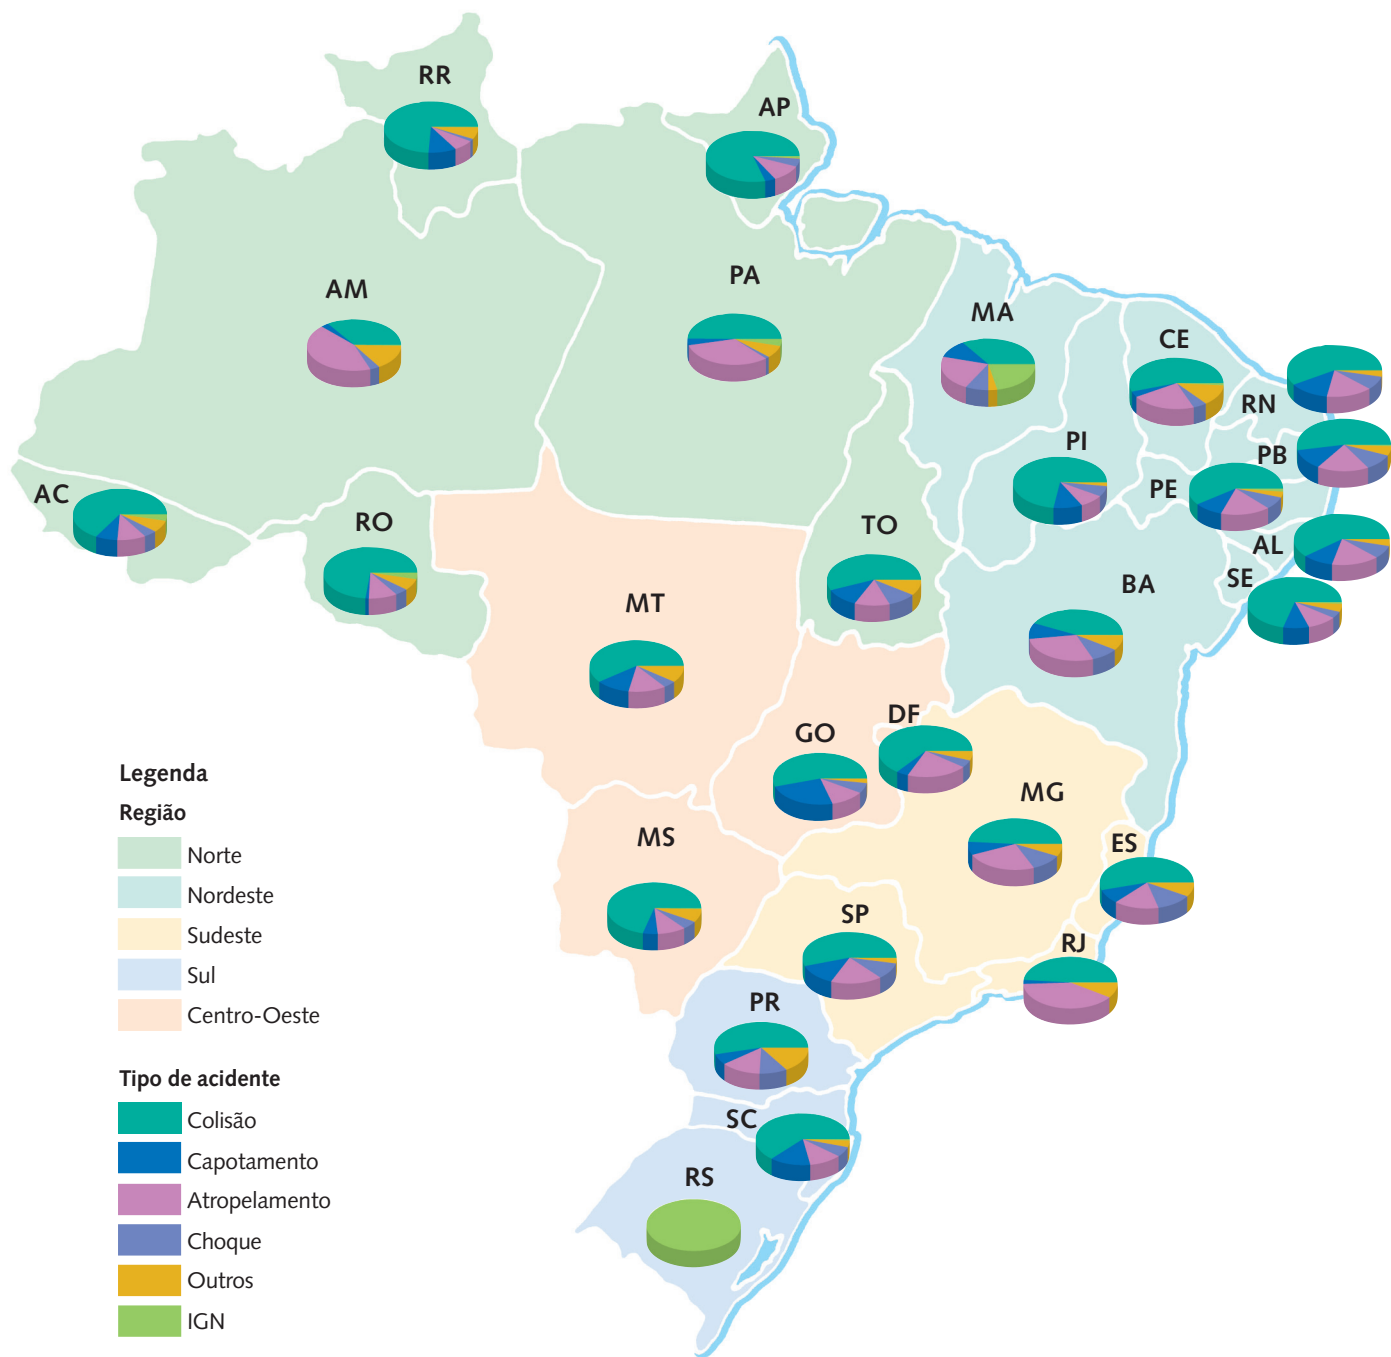 RR
AP
AM
PA
MA
CE
RN
PI
PB
PE
AC
RO
TO
AL
SE
BA
MT
DF
GO
MG
MS
ES
SP
RJ
PR
SC
RS
Legenda
Região
Norte
Nordeste
Sudeste
Sul
Centro-Oeste
Tipo de acidente
Colisão
Capotamento
Atropelamento
Choque
Outros
IGN